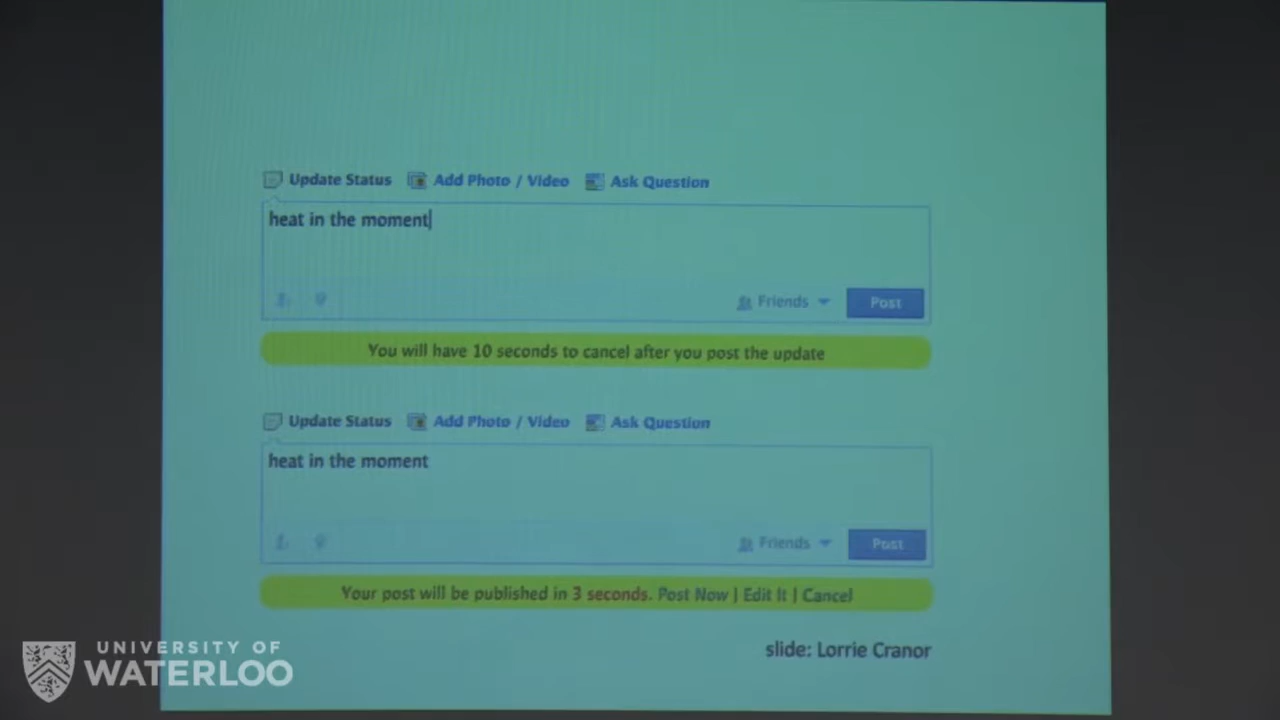 Update Status Add Photo / Video Ask Question
heat in the moment
Friends Post
You will have 10 seconds to cancel after you post the update
Update Status Add Photo / Video Ask Question
heat in the moment
Friends Post
Your post will be published in 3 seconds. Post Now | Edit It | Cancel
slide: Lorrie Cranor
UNIVERSITY OF
WATERLOO